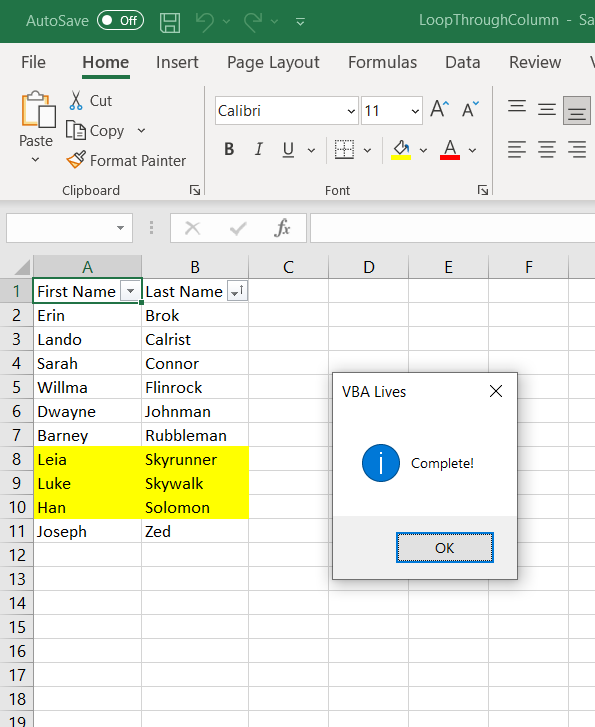 AutoSave Off LoopThroughColumn - Sa
File Home Insert Page Layout Formulas Data Review
Paste
Cut
Copy
Format Painter
Clipboard
Calibri 11 A A
B I U A
Font
fx
A B C D E F
1 First Name Last Name
2 Erin Brok
3 Lando Calrist
4 Sarah Connor
5 Willma Flinrock
6 Dwayne Johnman
7 Barney Rubbleman
8 Leia Skyrunner
9 Luke Skywalk
10 Han Solomon
11 Joseph Zed
12
13
14
15
16
17
18
19
VBA Lives
Complete!
OK